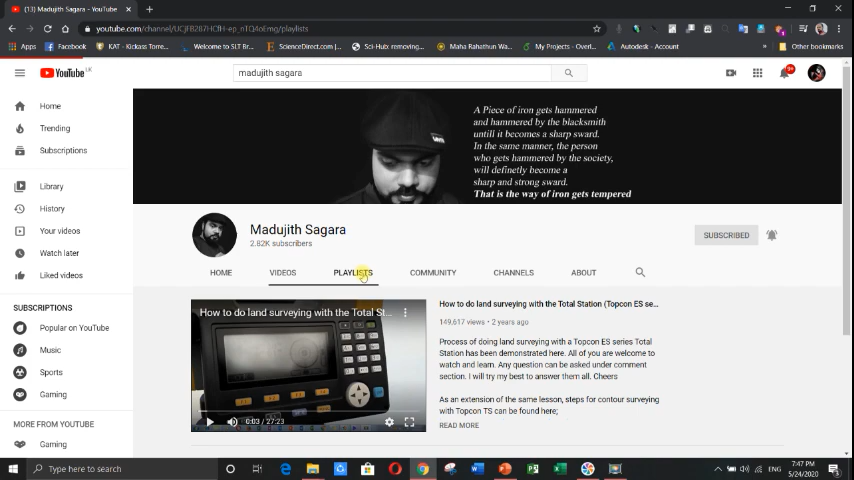 (13) Madujith Sagara - YouTube
youtube.com/channel/UCjFB287HCfH-ep_nTQ4oEmg/playlists
Apps
Facebook
KAT - Kickass Torre...
Welcome to SLT Br...
ScienceDirect.com |...
Sci-Hub: removing...
Maha Rahathun Wa...
My Projects - Overl...
Autodesk - Account
Other bookmarks
YouTube LK
madujith sagara
9+
A Piece of iron gets hammered
and hammered by the blacksmith
untill it becomes a sharp sward.
In the same manner, the person
who gets hammered by the society,
will definetly become a
sharp and strong sward.
That is the way of iron gets tempered
Home
Trending
Subscriptions
Library
History
Your videos
Watch later
Liked videos
SUBSCRIPTIONS
Popular on YouTube
Music
Sports
Gaming
MORE FROM YOUTUBE
Gaming
Madujith Sagara
2.82K subscribers
SUBSCRIBED
HOME
VIDEOS
PLAYLISTS
COMMUNITY
CHANNELS
ABOUT
How to do land surveying with the Total St...
0:03 / 27:23
How to do land surveying with the Total Station (Topcon ES se...
149,617 views • 2 years ago
Process of doing land surveying with a Topcon ES series Total
Station has been demonstrated here. All of you are welcome to
watch and learn. Any question can be asked under comment
section. I will try my best to answer them all. Cheers
As an extension of the same lesson, steps for contour surveying
with Topcon TS can be found here;
READ MORE
Type here to search
ENG
7:47 PM
5/24/2020